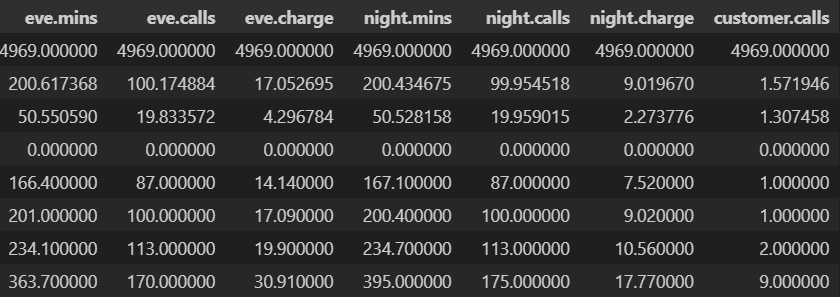 eve.mins eve.calls eve.charge night.mins night.calls night.charge customer.calls
4969.000000 4969.000000 4969.000000 4969.000000 4969.000000 4969.000000 4969.000000
200.617368 100.174884 17.052695 200.434675 99.954518 9.019670 1.571946
50.550590 19.833572 4.296784 50.528158 19.959015 2.273776 1.307458
0.000000 0.000000 0.000000 0.000000 0.000000 0.000000 0.000000
166.400000 87.000000 14.140000 167.100000 87.000000 7.520000 1.000000
201.000000 100.000000 17.090000 200.400000 100.000000 9.020000 1.000000
234.100000 113.000000 19.900000 234.700000 113.000000 10.560000 2.000000
363.700000 170.000000 30.910000 395.000000 175.000000 17.770000 9.000000